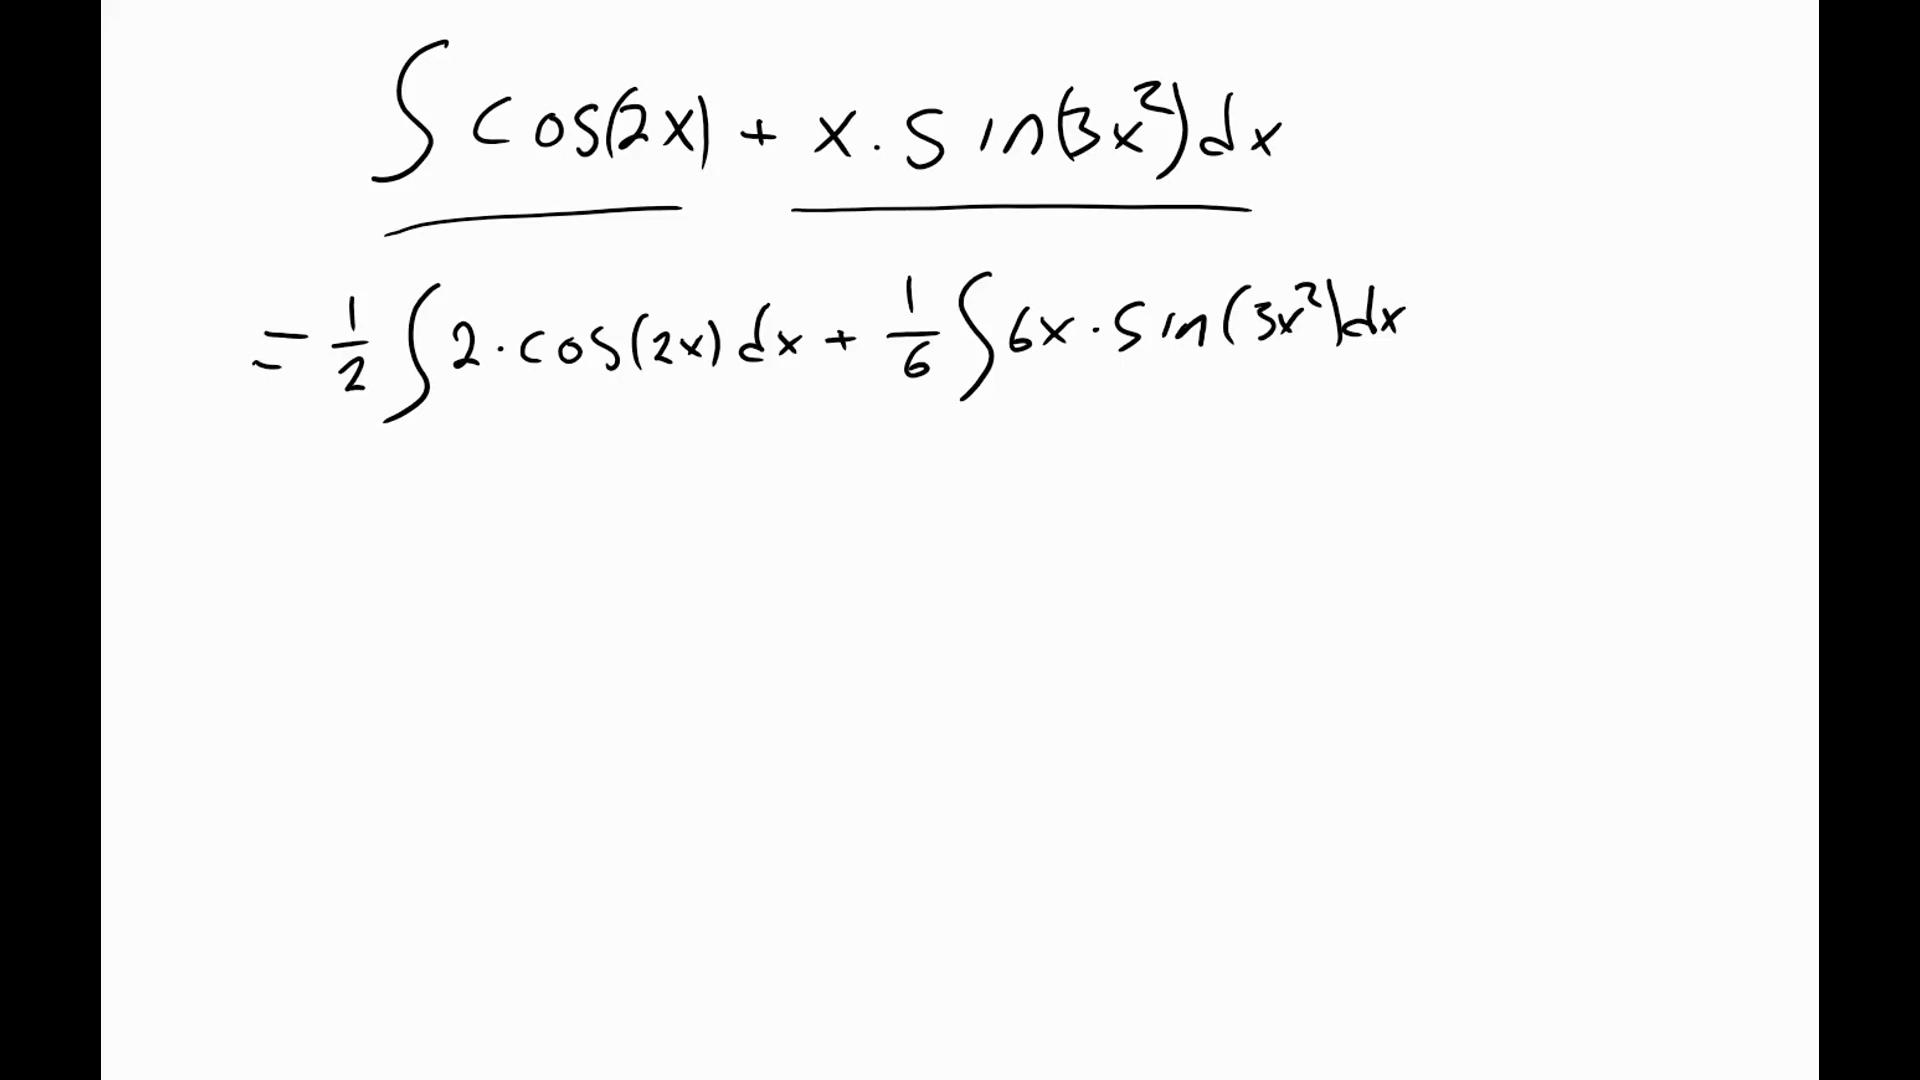 ∫ cos(2x) + x · sin(3x²) dx
= 1/2 ∫ 2 · cos(2x) dx + 1/6 ∫ 6x · sin(3x²) dx